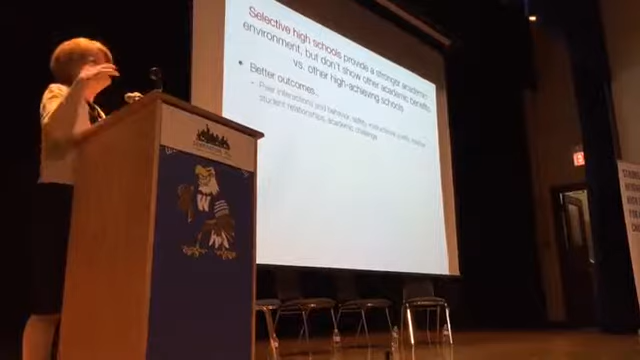 Selective high schools provide a stronger academic
environment, but don't show other academic benefits
vs. other high-achieving schools
• Better outcomes:
- Peer interactions and behavior, safety, instructional quality, teacher
student relationships, academic challenge